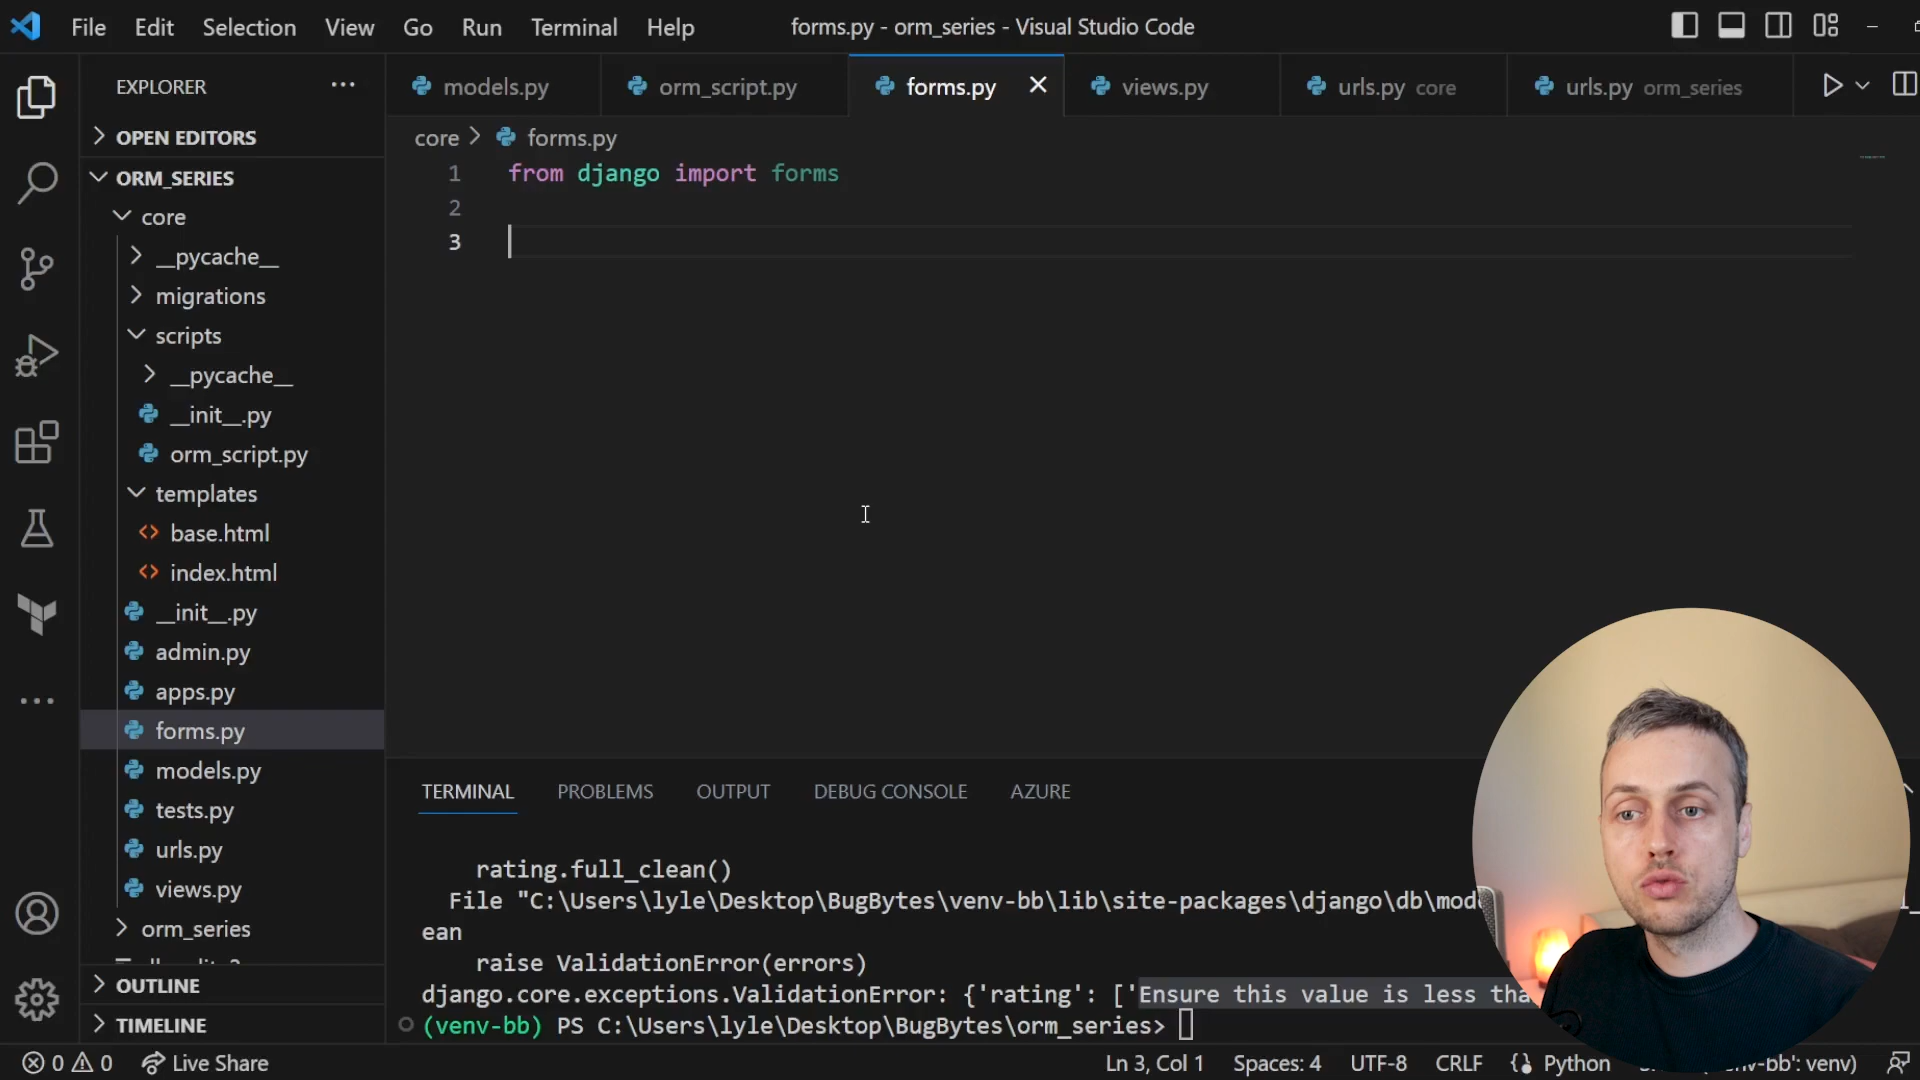 File Edit Selection View Go Run Terminal Help
forms.py - orm_series - Visual Studio Code
EXPLORER
OPEN EDITORS
ORM_SERIES
core
__pycache__
migrations
scripts
__pycache__
__init__.py
orm_script.py
templates
base.html
index.html
__init__.py
admin.py
apps.py
forms.py
models.py
tests.py
urls.py
views.py
orm_series
OUTLINE
TIMELINE
models.py orm_script.py forms.py views.py urls.py core urls.py orm_series
core > forms.py
1 from django import forms
2
3
TERMINAL PROBLEMS OUTPUT DEBUG CONSOLE AZURE
rating.full_clean()
File "C:\Users\lyle\Desktop\BugBytes\venv-bb\lib\site-packages\django\db\mode
ean
raise ValidationError(errors)
django.core.exceptions.ValidationError: {'rating': ['Ensure this value is less tha
(venv-bb) PS C:\Users\lyle\Desktop\BugBytes\orm_series>
0 0 Live Share Ln 3, Col 1 Spaces: 4 UTF-8 CRLF Python venv)